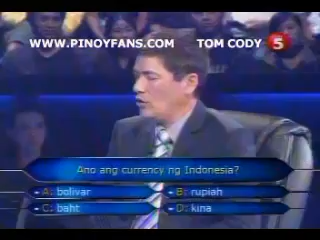 WWW.PINOYFANS.COM TOM CODY 5
Ano ang currency ng Indonesia?
A: bolivar B: rupiah
C: baht D: kina